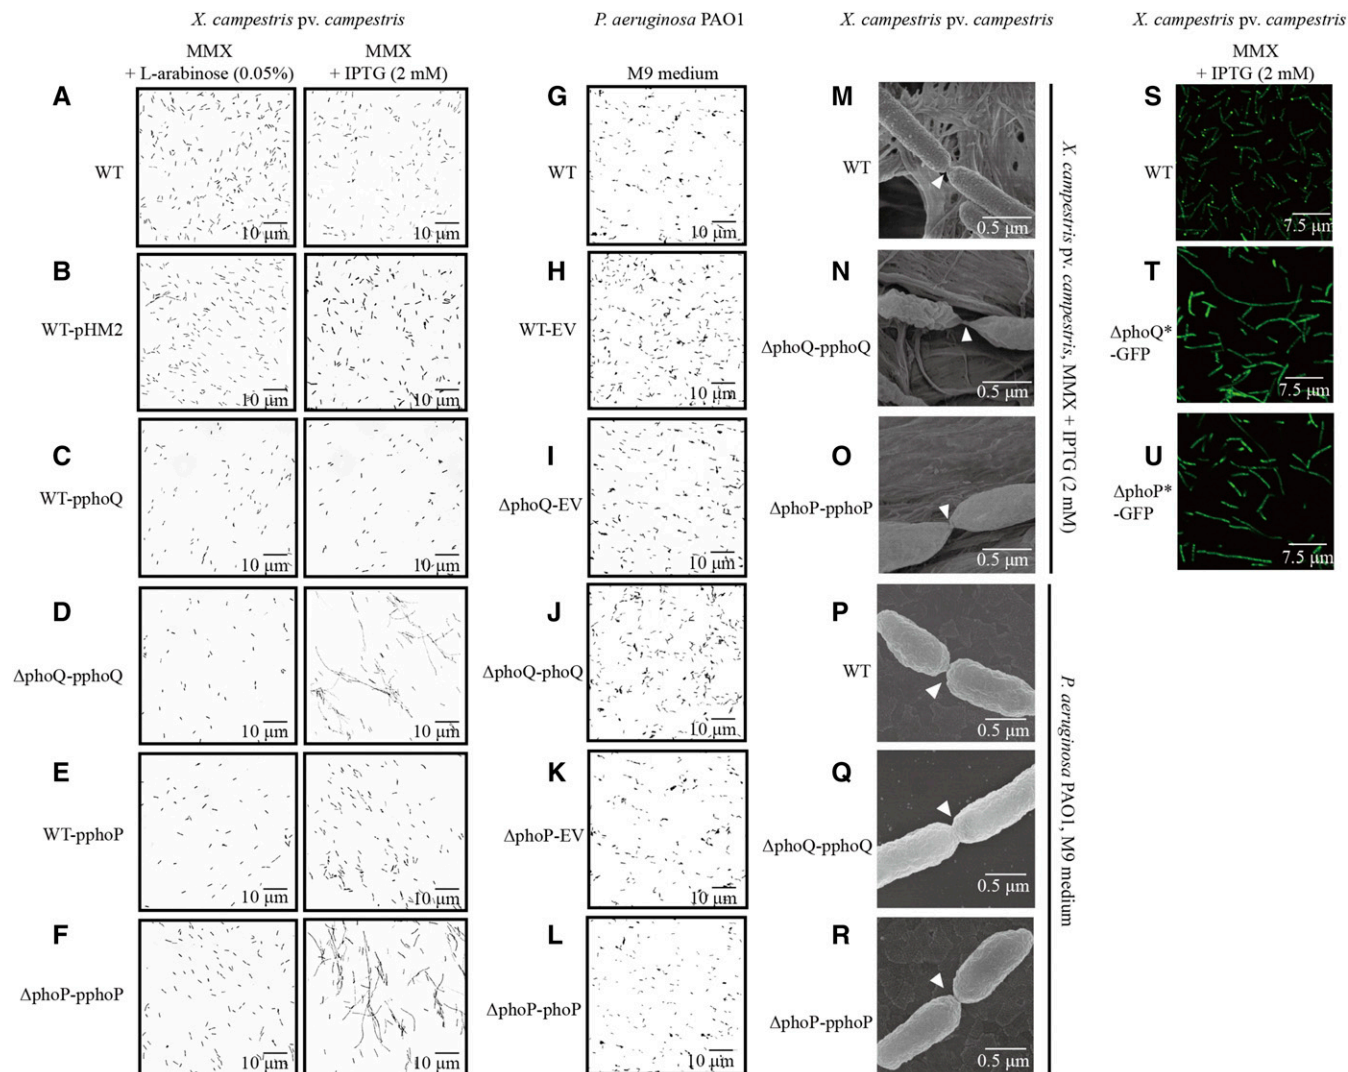 X. campestris pv. campestris
MMX
+ L-arabinose (0.05%)
MMX
+ IPTG (2 mM)
A
WT
10 μm
10 μm
B
WT-pHM2
10 μm
10 μm
C
WT-pphoQ
10 μm
10 μm
D
ΔphoQ-pphoQ
10 μm
10 μm
E
WT-pphoP
10 μm
10 μm
F
ΔphoP-pphoP
10 μm
10 μm
P. aeruginosa PAO1
M9 medium
G
WT
10 μm
H
WT-EV
10 μm
I
ΔphoQ-EV
10 μm
J
ΔphoQ-phoQ
10 μm
K
ΔphoP-EV
10 μm
L
ΔphoP-phoP
10 μm
X. campestris pv. campestris
M
WT
0.5 μm
N
ΔphoQ-pphoQ
0.5 μm
O
ΔphoP-pphoP
0.5 μm
X. campestris pv. campestris, MMX + IPTG (2 mM)
P
WT
0.5 μm
Q
ΔphoQ-pphoQ
0.5 μm
R
ΔphoP-pphoP
0.5 μm
P. aeruginosa PAO1, M9 medium
X. campestris pv. campestris
MMX
+ IPTG (2 mM)
S
WT
7.5 μm
T
ΔphoQ*
-GFP
7.5 μm
U
ΔphoP*
-GFP
7.5 μm